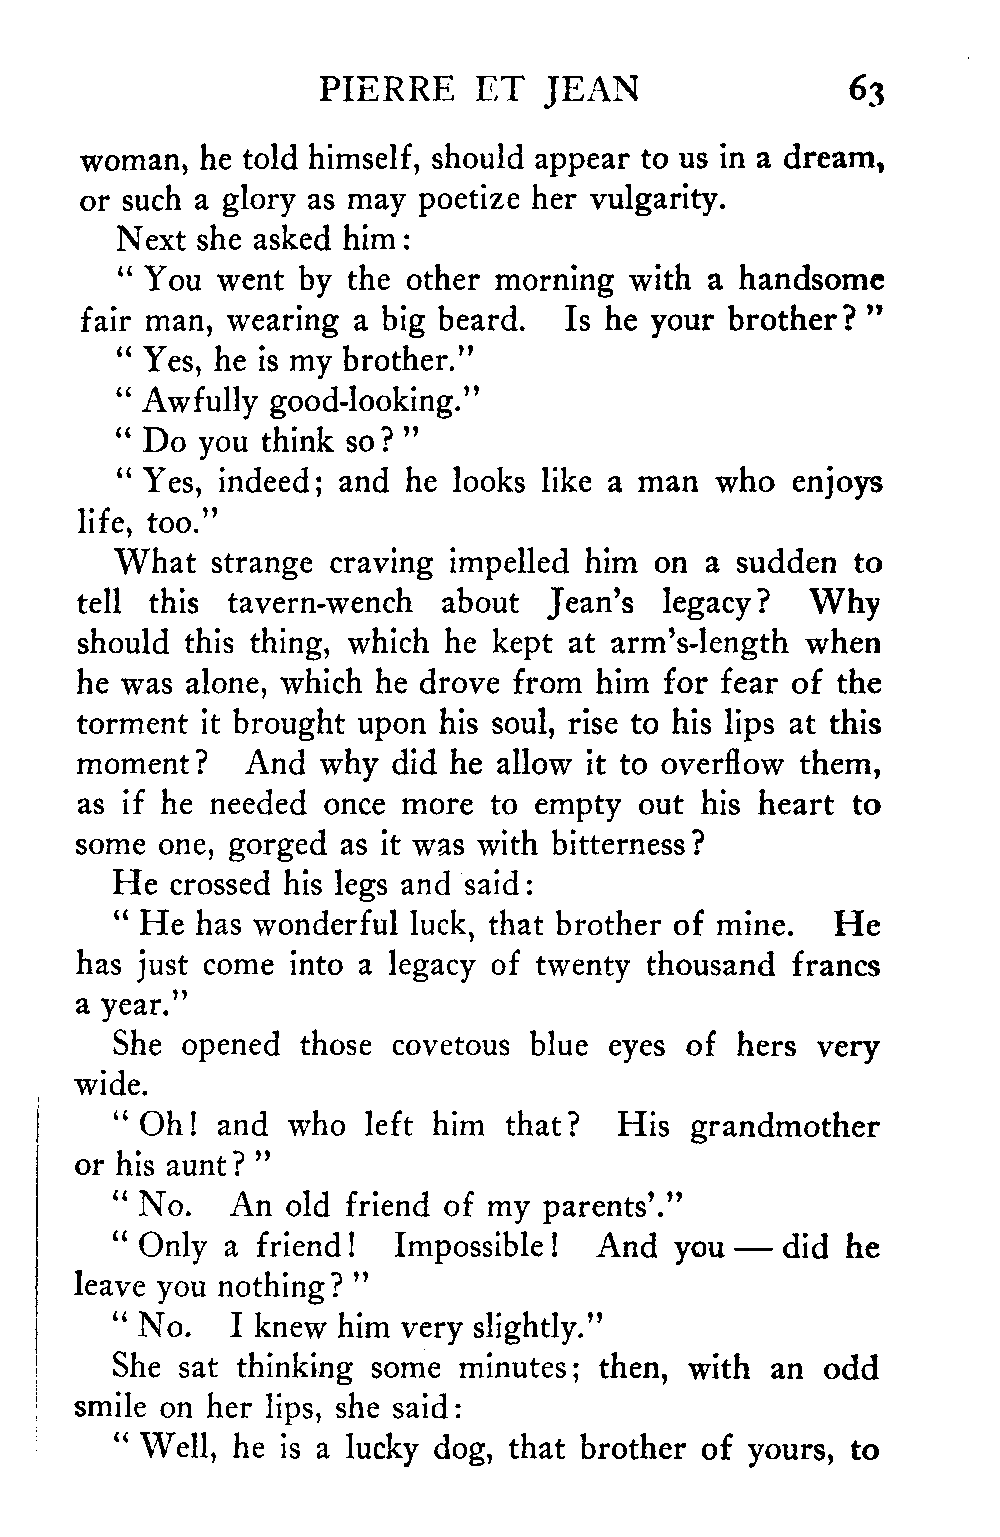 PIERRE ET JEAN 63
woman, he told himself, should appear to us in a dream,
or such a glory as may poetize her vulgarity.
Next she asked him:
“ You went by the other morning with a handsome
fair man, wearing a big beard. Is he your brother? ”
“ Yes, he is my brother.”
“ Awfully good-looking.”
“ Do you think so? ”
“ Yes, indeed; and he looks like a man who enjoys
life, too.”
What strange craving impelled him on a sudden to
tell this tavern-wench about Jean’s legacy? Why
should this thing, which he kept at arm’s-length when
he was alone, which he drove from him for fear of the
torment it brought upon his soul, rise to his lips at this
moment? And why did he allow it to overflow them,
as if he needed once more to empty out his heart to
some one, gorged as it was with bitterness?
He crossed his legs and said:
“ He has wonderful luck, that brother of mine. He
has just come into a legacy of twenty thousand francs
a year.”
She opened those covetous blue eyes of hers very
wide.
“ Oh! and who left him that? His grandmother
or his aunt? ”
“ No. An old friend of my parents’.”
“ Only a friend! Impossible! And you — did he
leave you nothing? ”
“ No. I knew him very slightly.”
She sat thinking some minutes; then, with an odd
smile on her lips, she said:
“ Well, he is a lucky dog, that brother of yours, to